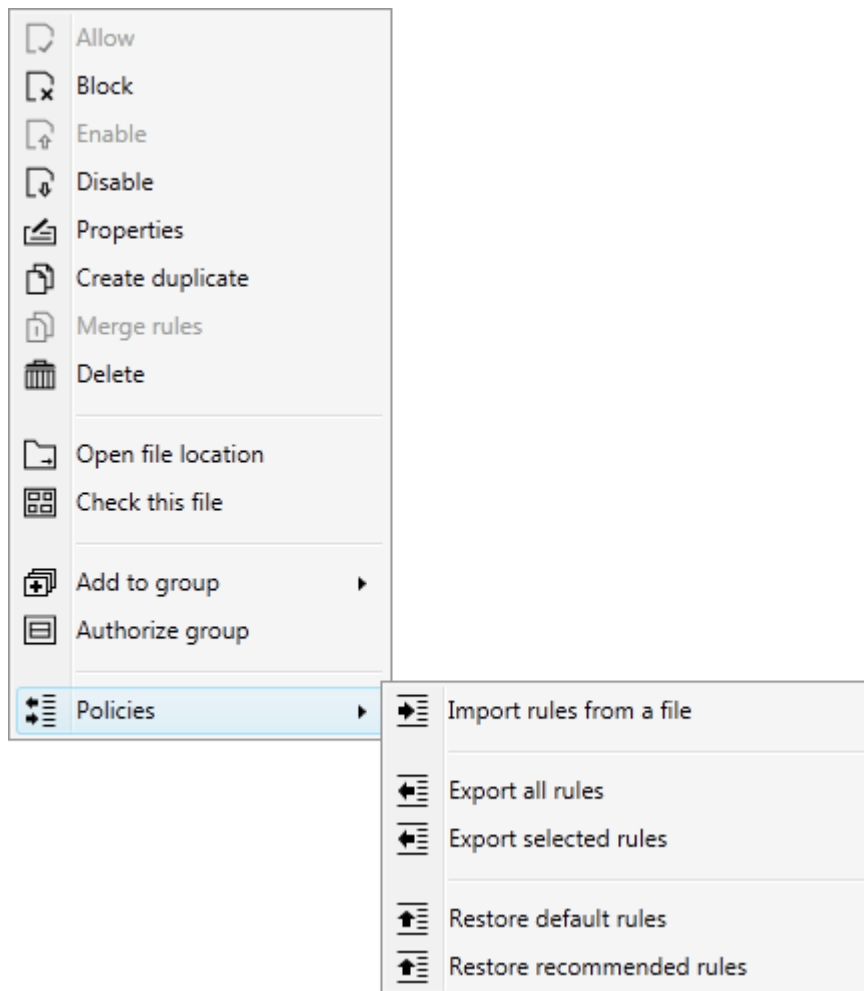 Allow
Block
Enable
Disable
Properties
Create duplicate
Merge rules
Delete
Open file location
Check this file
Add to group
Authorize group
Policies
Import rules from a file
Export all rules
Export selected rules
Restore default rules
Restore recommended rules